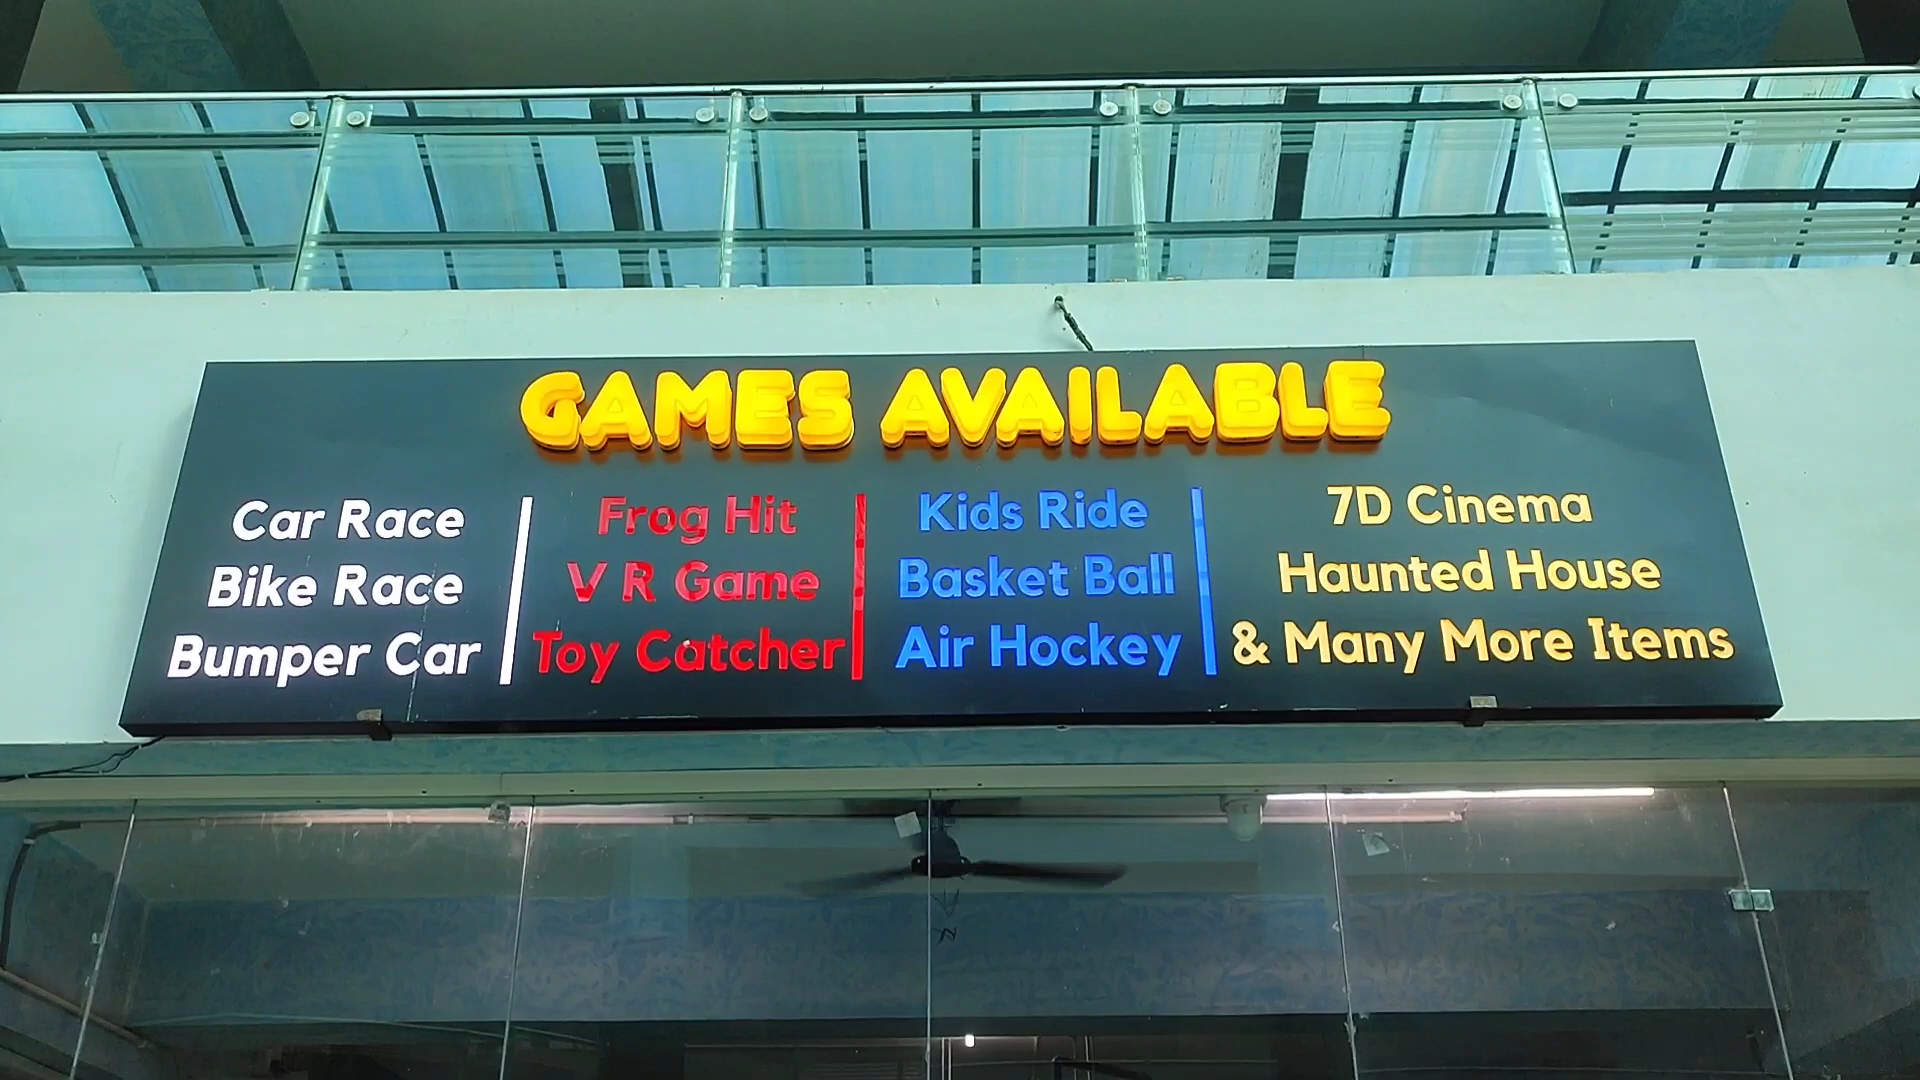 GAMES AVAILABLE
Car Race
Bike Race
Bumper Car
Frog Hit
V R Game
Toy Catcher
Kids Ride
Basket Ball
Air Hockey
7D Cinema
Haunted House
& Many More Items